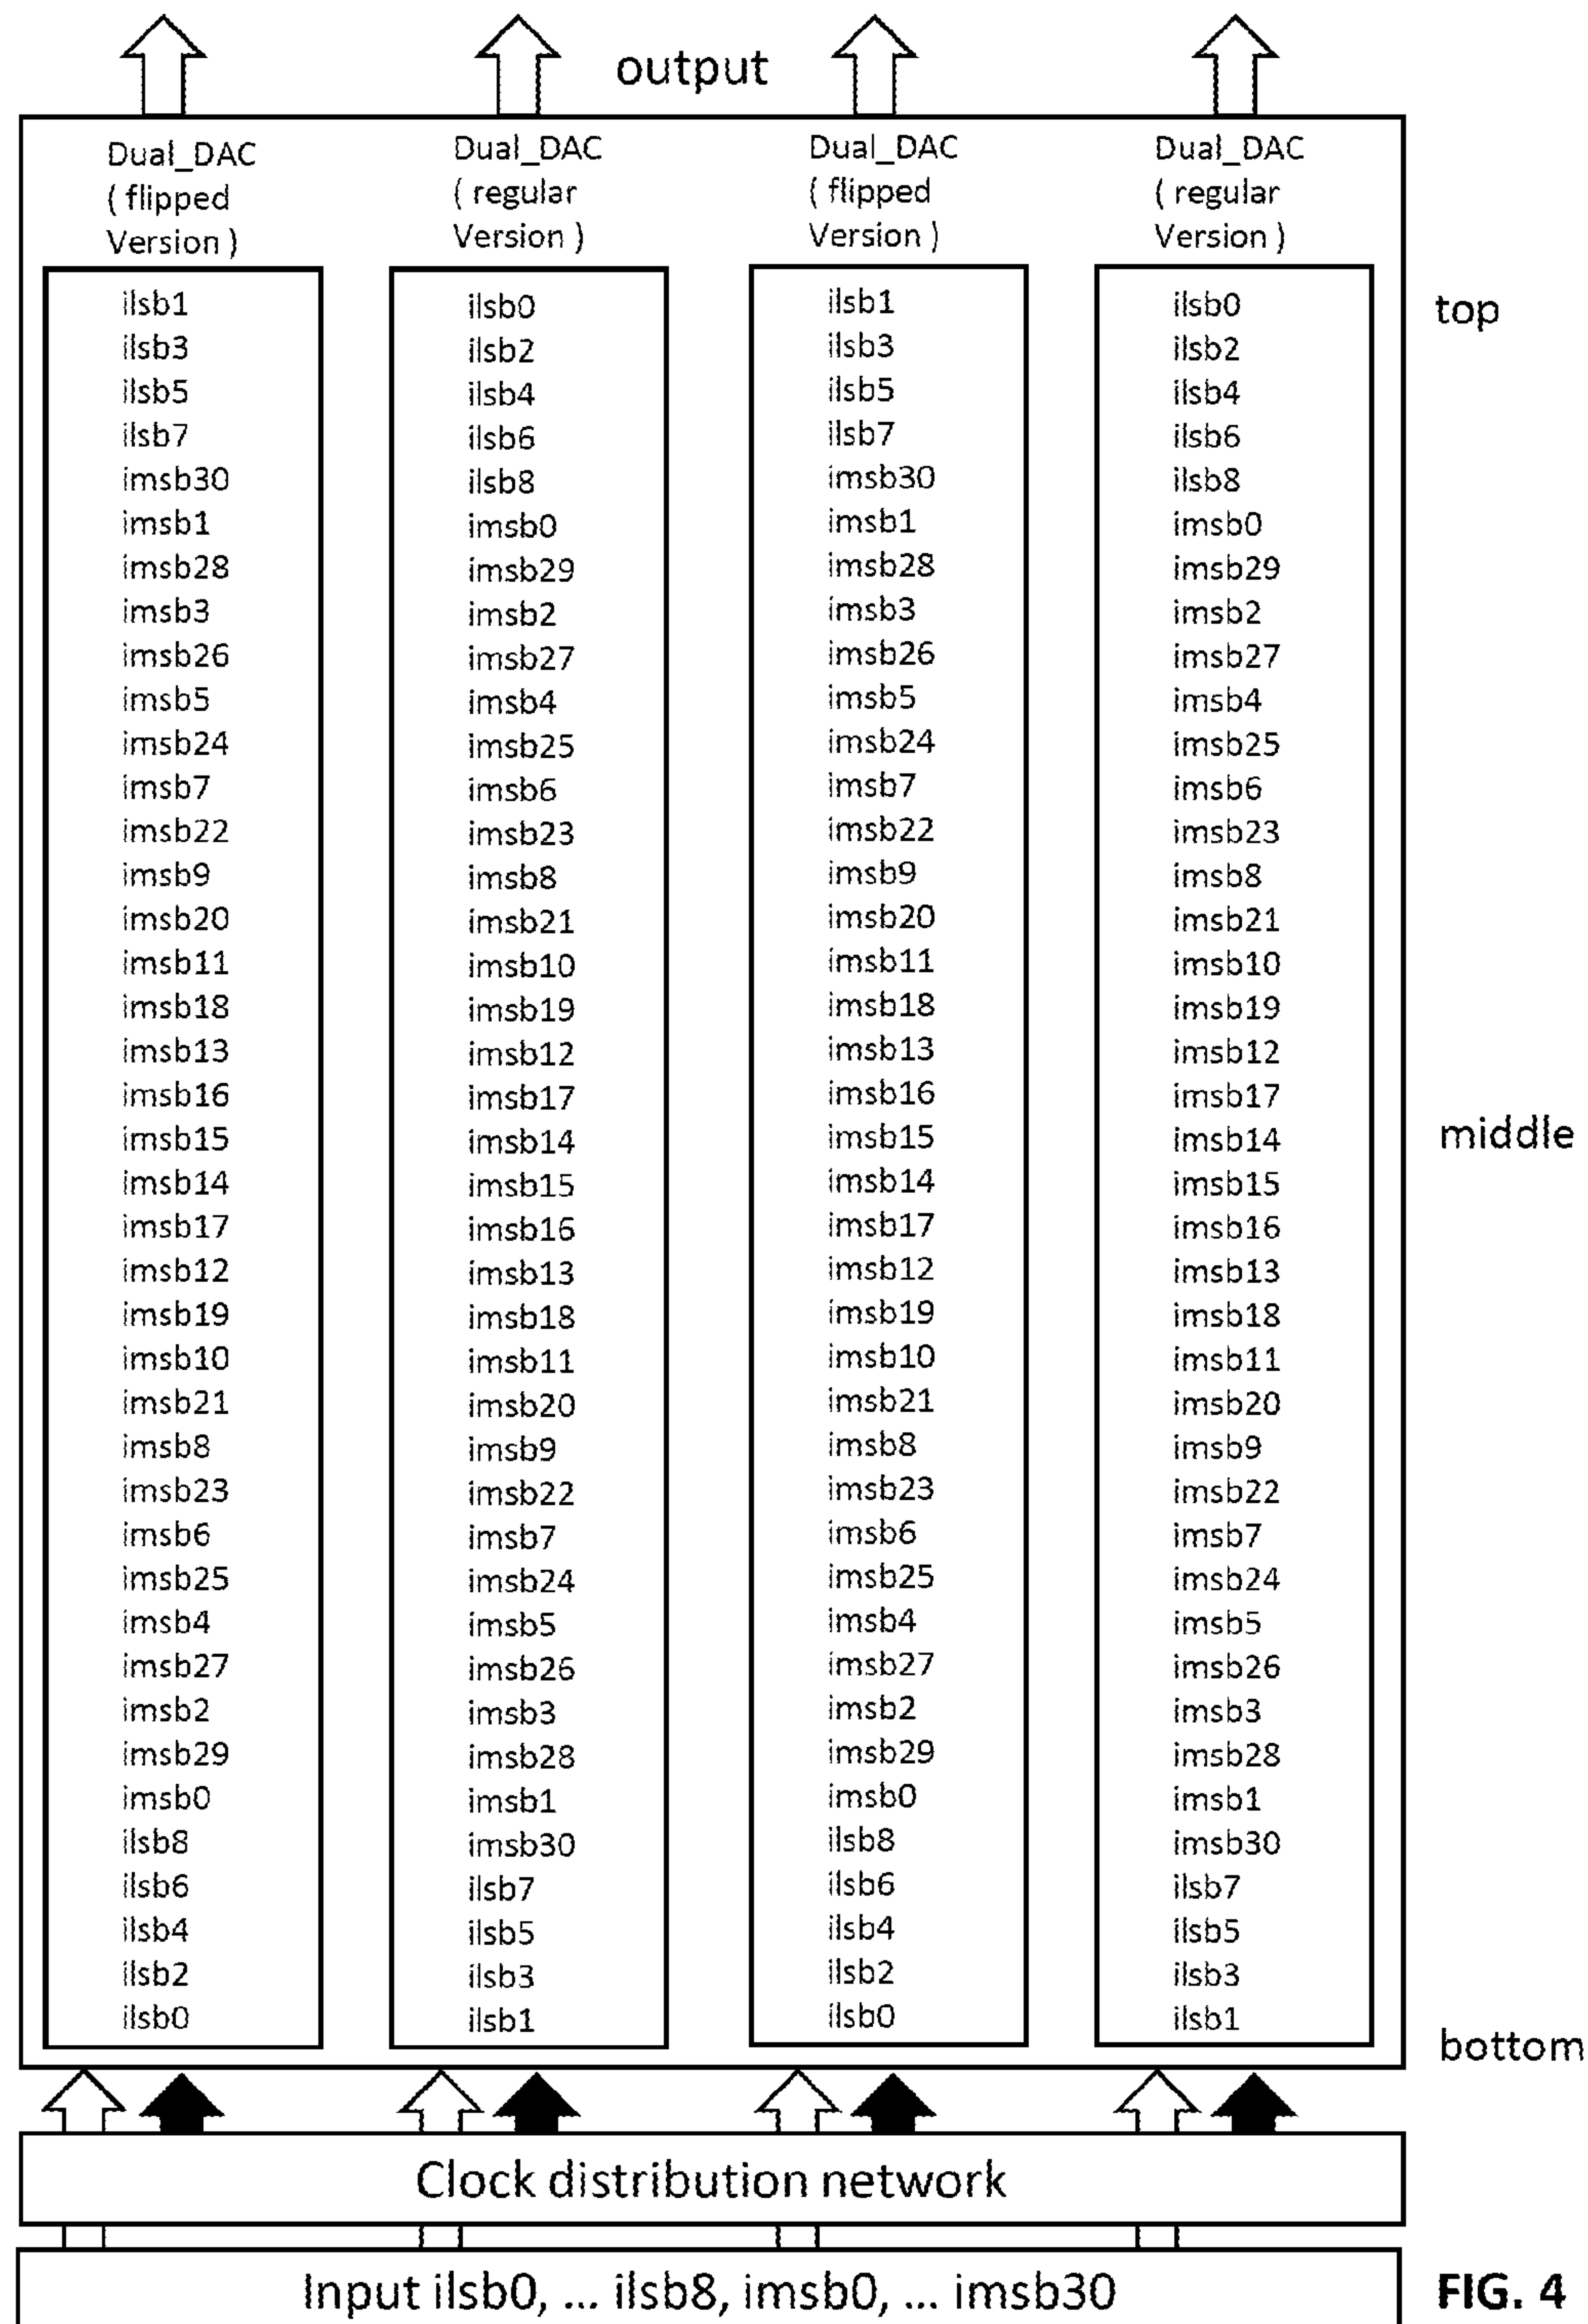 output
Dual_DAC
( flipped
Version )
ilsb1
ilsb3
ilsb5
ilsb7
imsb30
imsb1
imsb28
imsb3
imsb26
imsb5
imsb24
imsb7
imsb22
imsb9
imsb20
imsb11
imsb18
imsb13
imsb16
imsb15
imsb14
imsb17
imsb12
imsb19
imsb10
imsb21
imsb8
imsb23
imsb6
imsb25
imsb4
imsb27
imsb2
imsb29
imsb0
ilsb8
ilsb6
ilsb4
ilsb2
ilsb0
Dual_DAC
( regular
Version )
ilsb0
ilsb2
ilsb4
ilsb6
ilsb8
imsb0
imsb29
imsb2
imsb27
imsb4
imsb25
imsb6
imsb23
imsb8
imsb21
imsb10
imsb19
imsb12
imsb17
imsb14
imsb15
imsb16
imsb13
imsb18
imsb11
imsb20
imsb9
imsb22
imsb7
imsb24
imsb5
imsb26
imsb3
imsb28
imsb1
imsb30
ilsb7
ilsb5
ilsb3
ilsb1
Dual_DAC
( flipped
Version )
ilsb1
ilsb3
ilsb5
ilsb7
imsb30
imsb1
imsb28
imsb3
imsb26
imsb5
imsb24
imsb7
imsb22
imsb9
imsb20
imsb11
imsb18
imsb13
imsb16
imsb15
imsb14
imsb17
imsb12
imsb19
imsb10
imsb21
imsb8
imsb23
imsb6
imsb25
imsb4
imsb27
imsb2
imsb29
imsb0
ilsb8
ilsb6
ilsb4
ilsb2
ilsb0
Dual_DAC
( regular
Version )
ilsb0
ilsb2
ilsb4
ilsb6
ilsb8
imsb0
imsb29
imsb2
imsb27
imsb4
imsb25
imsb6
imsb23
imsb8
imsb21
imsb10
imsb19
imsb12
imsb17
imsb14
imsb15
imsb16
imsb13
imsb18
imsb11
imsb20
imsb9
imsb22
imsb7
imsb24
imsb5
imsb26
imsb3
imsb28
imsb1
imsb30
ilsb7
ilsb5
ilsb3
ilsb1
top
middle
bottom
Clock distribution network
Input ilsb0, ... ilsb8, imsb0, ... imsb30
FIG. 4